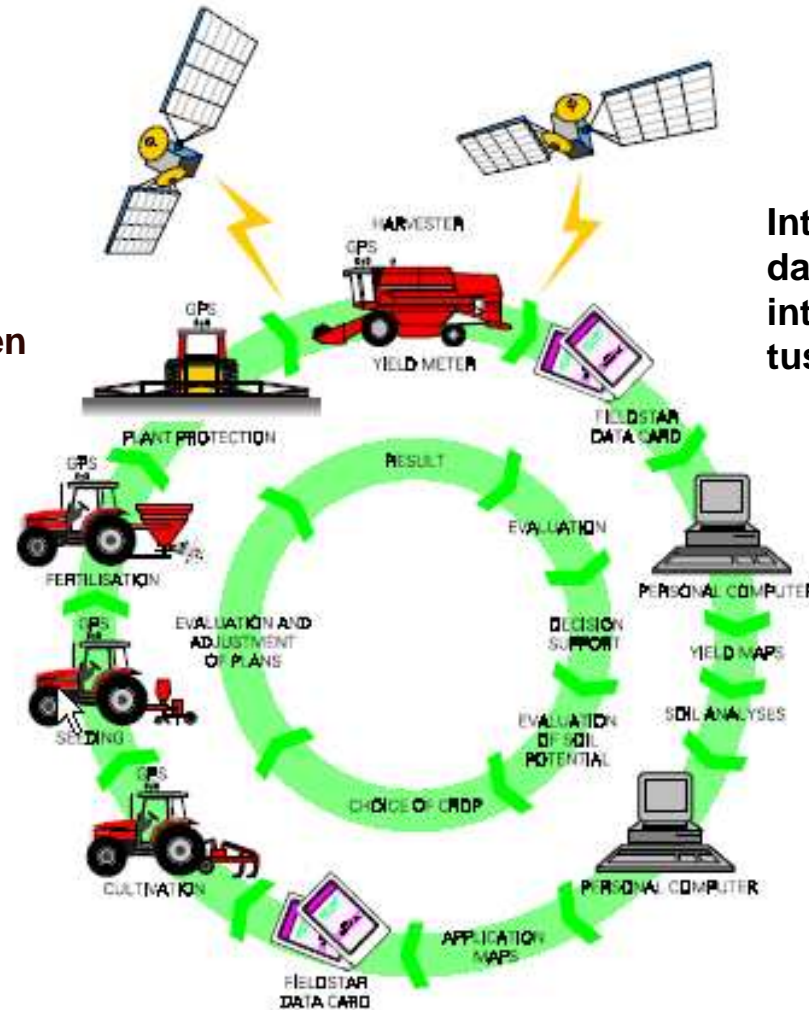 HARVESTER
GPS
YIELD METER
GPS
PLANT PROTECTION
FIELDSTAR
DATA CARD
PERSONAL COMPUTER
YIELD MAPS
SOIL ANALYSES
PERSONAL COMPUTER
APPLICATION
MAPS
FIELDSTAR
DATA CARD
GPS
CULTIVATION
GPS
SEEDING
GPS
FERTILISATION
RESULT
EVALUATION
DECISION
SUPPORT
EVALUATION
OF SOIL
POTENTIAL
CHOICE OF CROP
EVALUATION AND
ADJUSTMENT
OF PLANS
en
Int
da
int
tus